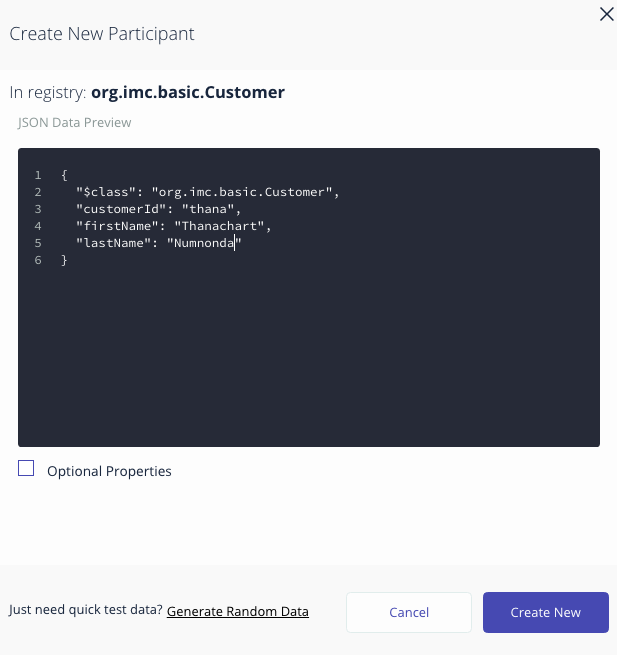 Create New Participant
In registry: org.imc.basic.Customer
JSON Data Preview
1 {
2 "$class": "org.imc.basic.Customer",
3 "customerId": "thana",
4 "firstName": "Thanachart",
5 "lastName": "Numnonda"
6 }
Optional Properties
Just need quick test data? Generate Random Data
Cancel
Create New